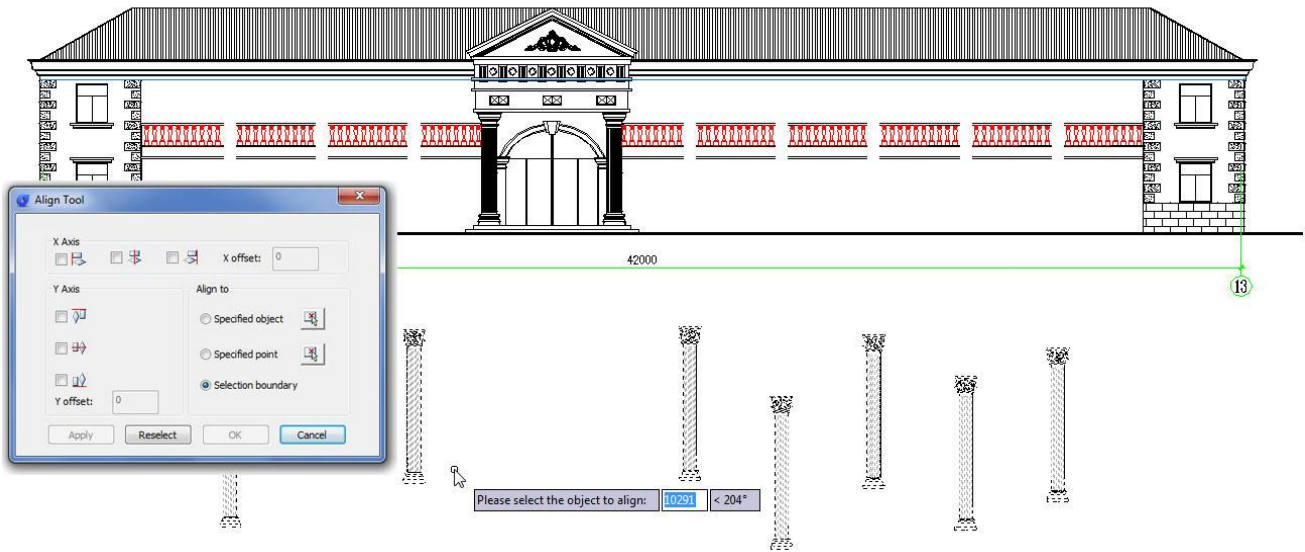 Align Tool
X Axis
X offset: 0
Y Axis
Align to
Specified object
Specified point
Selection boundary
Y offset: 0
Apply Reselect OK Cancel
42000
13
Please select the object to align: 10291 < 204°